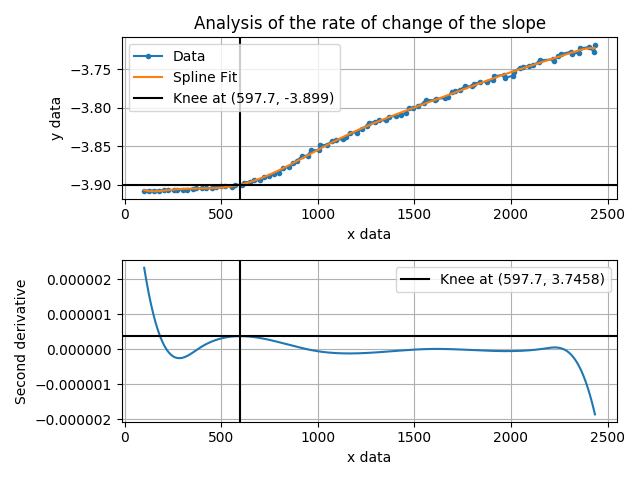 Analysis of the rate of change of the slope
Data
Spline Fit
Knee at (597.7, -3.899)
y data
−3.75
−3.80
−3.85
−3.90
0 500 1000 1500 2000 2500
x data
Knee at (597.7, 3.7458)
Second derivative
0.000002
0.000001
0.000000
−0.000001
−0.000002
0 500 1000 1500 2000 2500
x data